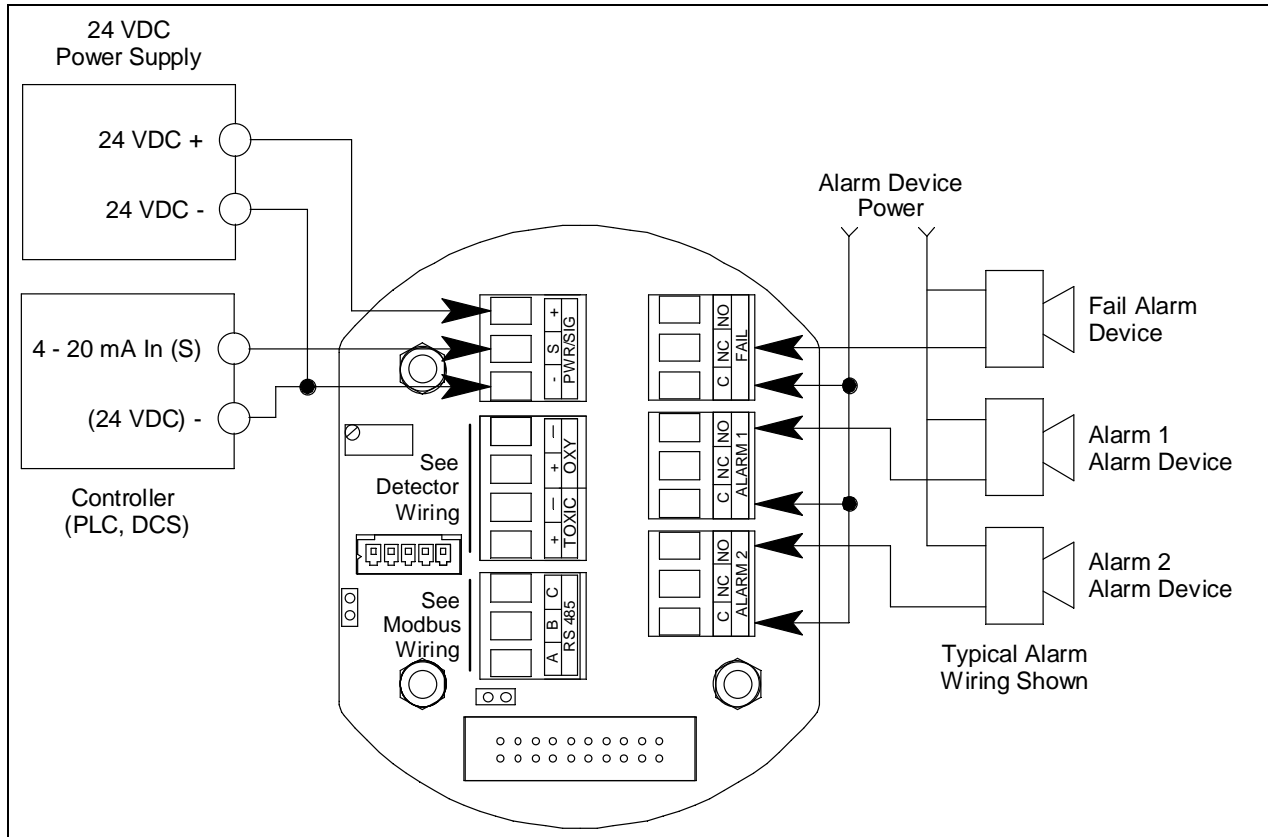 24 VDC
Power Supply
24 VDC +
24 VDC -
4 - 20 mA In (S)
(24 VDC) -
Controller
(PLC, DCS)
+
S
-
PWR/SIG
See
Detector
Wiring
—
+
OXY
—
+
TOXIC
See
Modbus
Wiring
C
B
A
RS 485
NO
NC
C
FAIL
NO
NC
C
ALARM 1
NO
NC
C
ALARM 2
Alarm Device
Power
Fail Alarm
Device
Alarm 1
Alarm Device
Alarm 2
Alarm Device
Typical Alarm
Wiring Shown